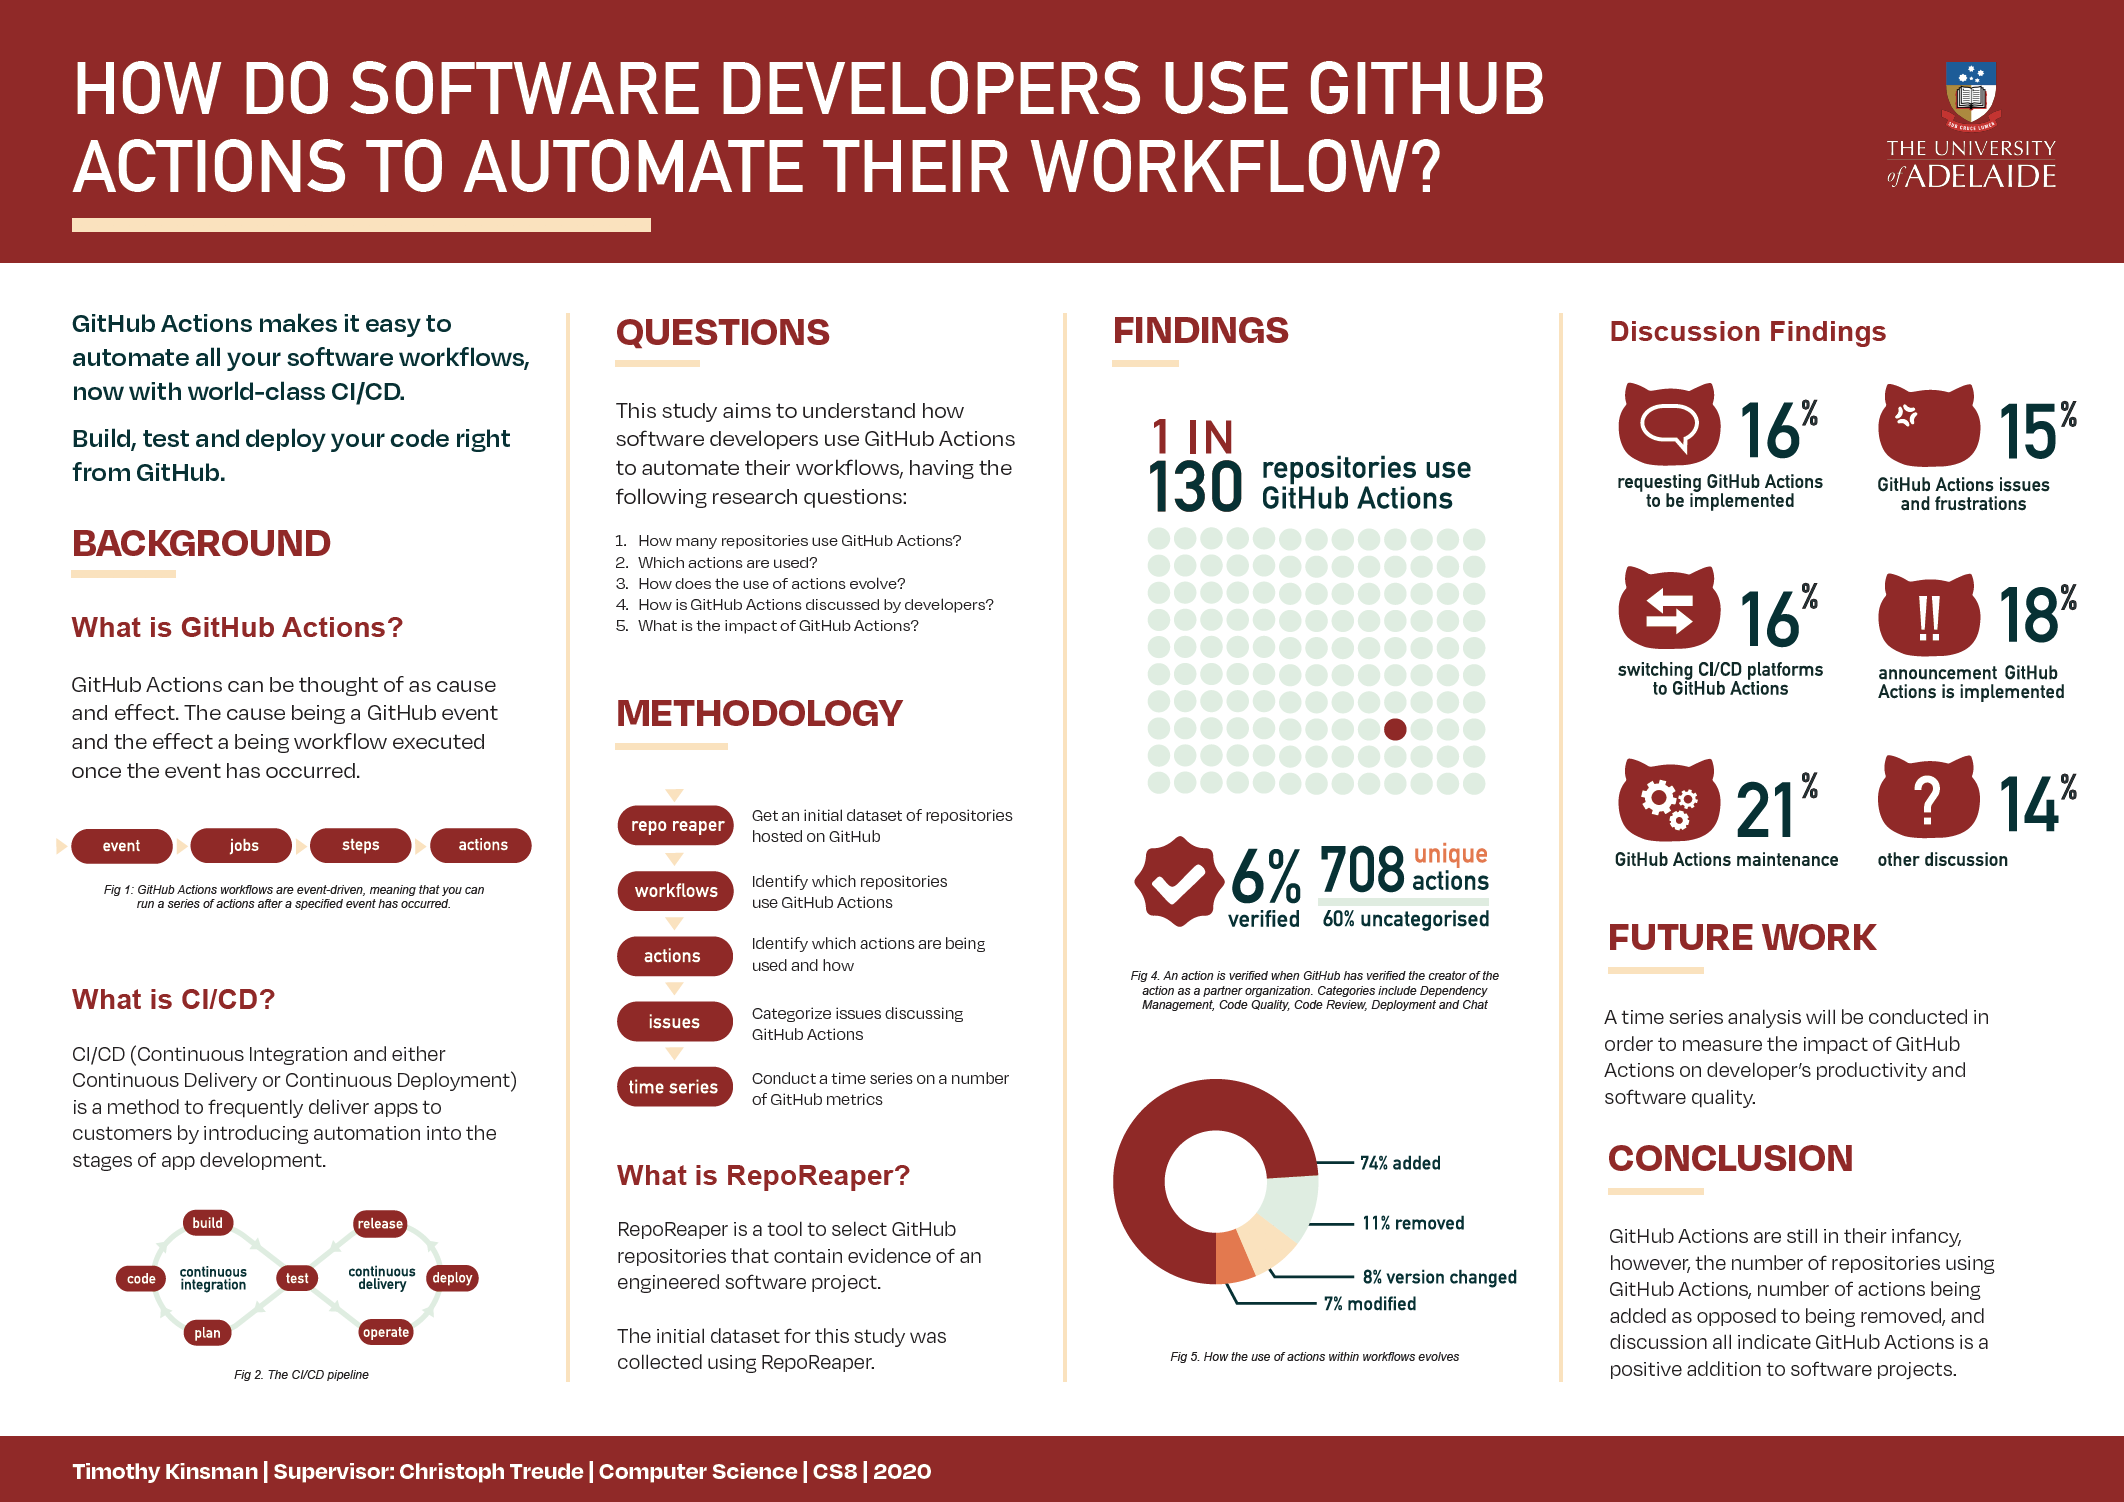 HOW DO SOFTWARE DEVELOPERS USE GITHUB
ACTIONS TO AUTOMATE THEIR WORKFLOW?
SUB CRUCE LUMEN
THE UNIVERSITY
of ADELAIDE
GitHub Actions makes it easy to
automate all your software workflows,
now with world-class CI/CD.
Build, test and deploy your code right
from GitHub.
BACKGROUND
What is GitHub Actions?
GitHub Actions can be thought of as cause
and effect. The cause being a GitHub event
and the effect a being workflow executed
once the event has occurred.
event jobs steps actions
Fig 1: GitHub Actions workflows are event-driven, meaning that you can
run a series of actions after a specified event has occurred.
What is CI/CD?
CI/CD (Continuous Integration and either
Continuous Delivery or Continuous Deployment)
is a method to frequently deliver apps to
customers by introducing automation into the
stages of app development.
build release
code continuous integration test continuous delivery deploy
plan operate
Fig 2. The CI/CD pipeline
QUESTIONS
This study aims to understand how
software developers use GitHub Actions
to automate their workflows, having the
following research questions:
1. How many repositories use GitHub Actions?
2. Which actions are used?
3. How does the use of actions evolve?
4. How is GitHub Actions discussed by developers?
5. What is the impact of GitHub Actions?
METHODOLOGY
repo reaper
Get an initial dataset of repositories
hosted on GitHub
workflows
Identify which repositories
use GitHub Actions
actions
Identify which actions are being
used and how
issues
Categorize issues discussing
GitHub Actions
time series
Conduct a time series on a number
of GitHub metrics
What is RepoReaper?
RepoReaper is a tool to select GitHub
repositories that contain evidence of an
engineered software project.
The initial dataset for this study was
collected using RepoReaper.
FINDINGS
1 IN
130 repositories use
GitHub Actions
6%
verified
708 unique
actions
60% uncategorised
Fig 4. An action is verified when GitHub has verified the creator of the
action as a partner organization. Categories include Dependency
Management, Code Quality, Code Review, Deployment and Chat
74% added
11% removed
8% version changed
7% modified
Fig 5. How the use of actions within workflows evolves
Discussion Findings
16%
requesting GitHub Actions
to be implemented
15%
GitHub Actions issues
and frustrations
16%
switching CI/CD platforms
to GitHub Actions
!!
18%
announcement GitHub
Actions is implemented
21%
GitHub Actions maintenance
?
14%
other discussion
FUTURE WORK
A time series analysis will be conducted in
order to measure the impact of GitHub
Actions on developer's productivity and
software quality.
CONCLUSION
GitHub Actions are still in their infancy,
however, the number of repositories using
GitHub Actions, number of actions being
added as opposed to being removed, and
discussion all indicate GitHub Actions is a
positive addition to software projects.
Timothy Kinsman | Supervisor: Christoph Treude | Computer Science | CS8 | 2020